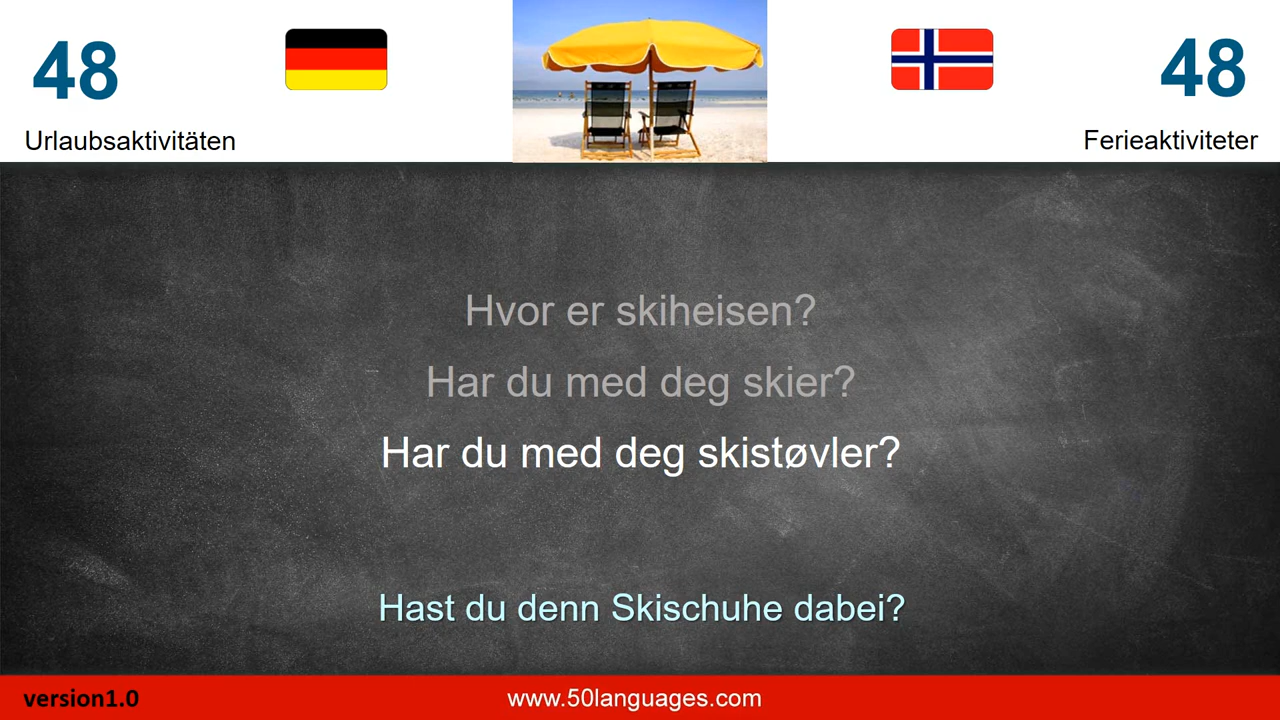 48
48
Urlaubsaktivitäten
Ferieaktiviteter
Hvor er skiheisen?
Har du med deg skier?
Har du med deg skistøvler?
Hast du denn Skischuhe dabei?
version1.0
www.50languages.com